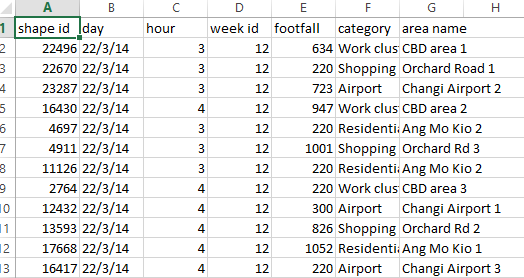 A B C D E F G H
1 shape id day hour week id footfall category area name
2 22496 22/3/14 3 12 634 Work clus CBD area 1
3 22670 22/3/14 3 12 220 Shopping Orchard Road 1
4 23287 22/3/14 3 12 723 Airport Changi Airport 2
5 16430 22/3/14 4 12 947 Work clus CBD area 2
6 4697 22/3/14 3 12 220 Residenti Ang Mo Kio 2
7 4911 22/3/14 3 12 1001 Shopping Orchard Rd 3
8 11126 22/3/14 3 12 220 Residenti Ang Mo Kio 2
9 2764 22/3/14 4 12 220 Work clus CBD area 3
10 12432 22/3/14 4 12 300 Airport Changi Airport 1
11 13593 22/3/14 4 12 826 Shopping Orchard Rd 2
12 17668 22/3/14 4 12 1052 Residenti Ang Mo Kio 1
13 16417 22/3/14 4 12 220 Airport Changi Airport 3